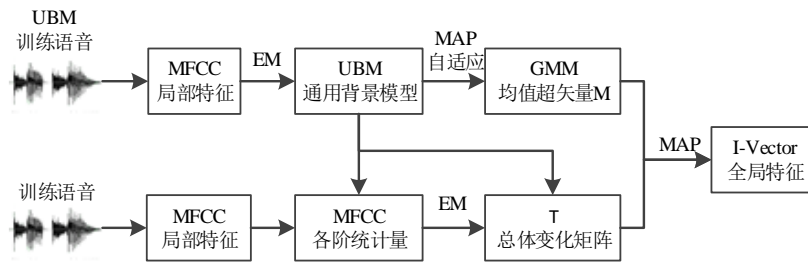 UBM
训练语音
MFCC
局部特征
EM
UBM
通用背景模型
MAP
自适应
GMM
均值超矢量M
MAP
I-Vector
全局特征
训练语音
MFCC
局部特征
MFCC
各阶统计量
EM
T
总体变化矩阵